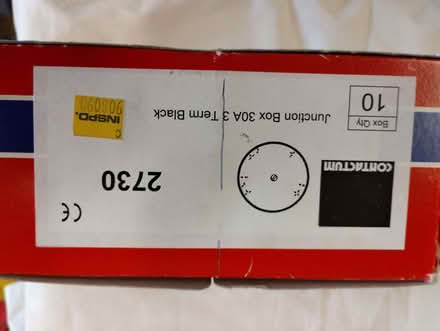 CE
2730
CONTACTUM
Junction Box 30A 3 Term Black
Box Qty
10
INSPD.
C